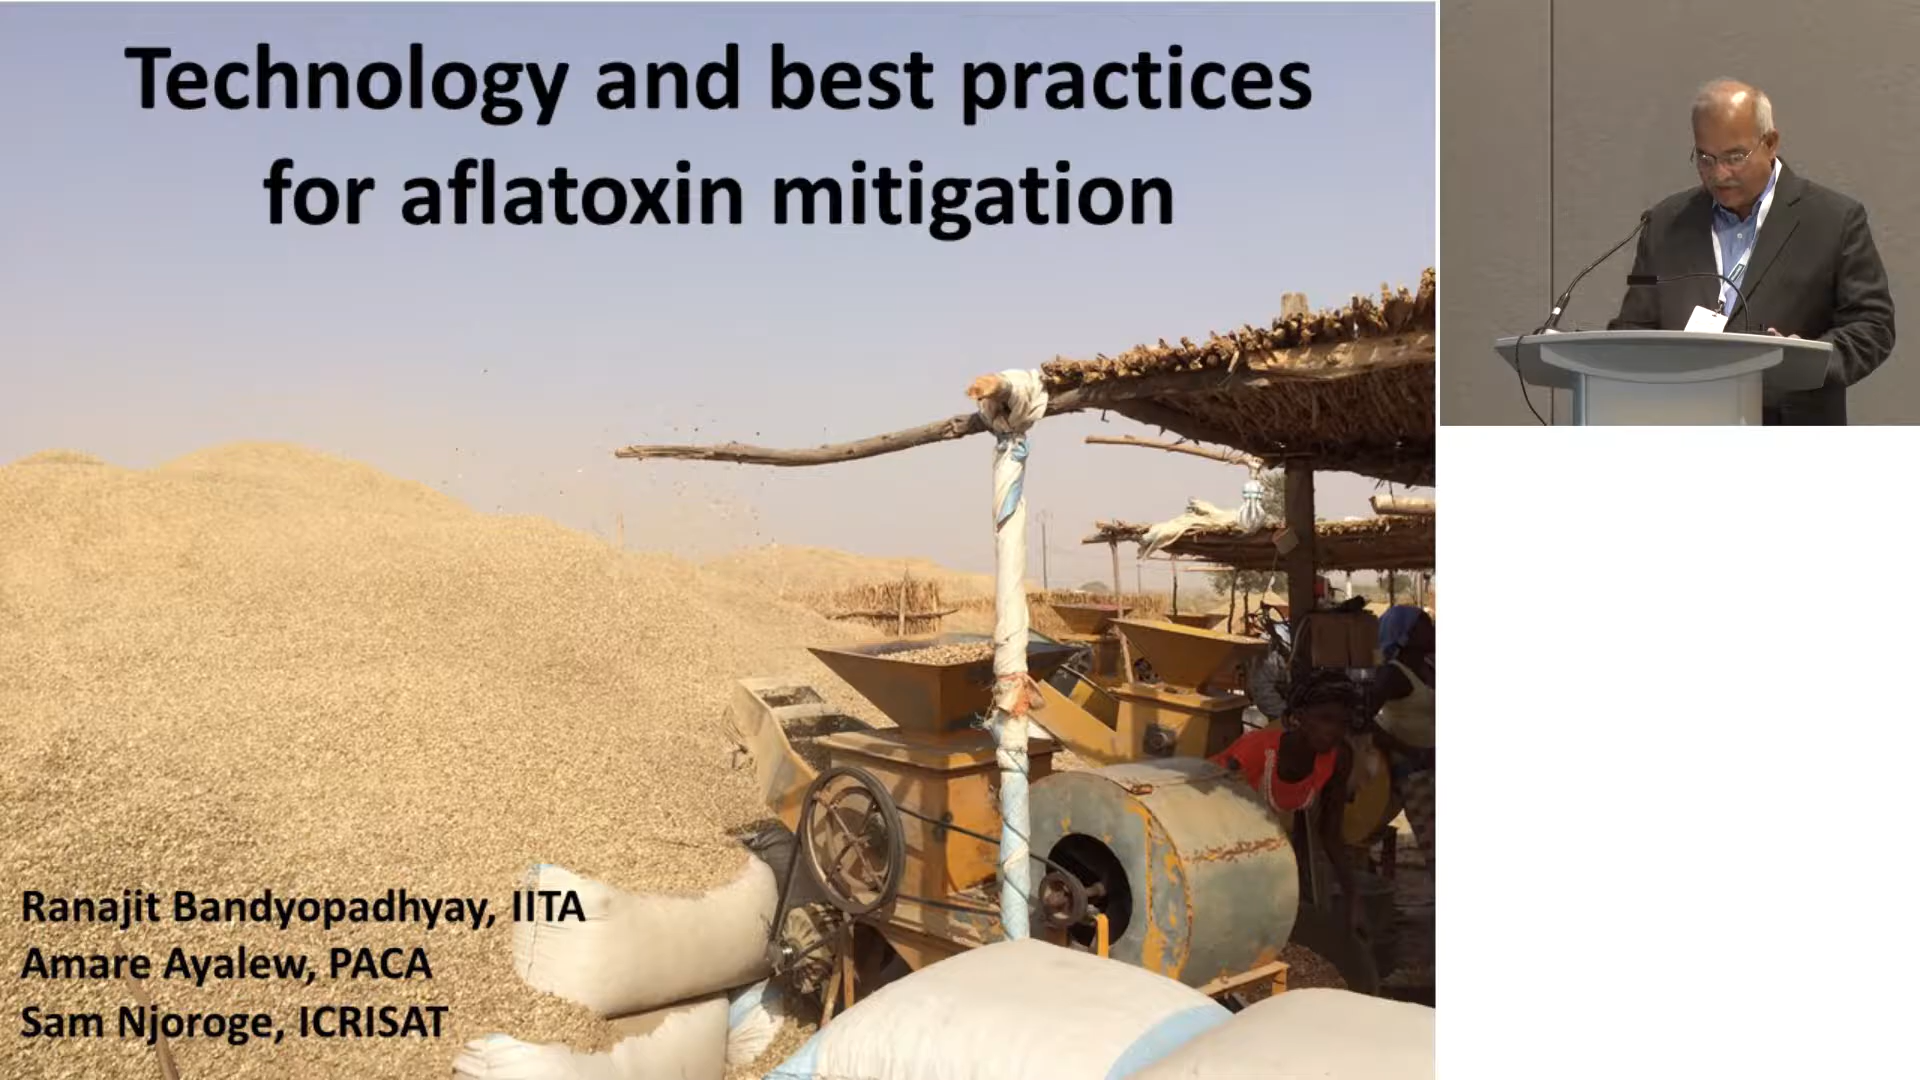 Technology and best practices
for aflatoxin mitigation
Ranajit Bandyopadhyay, IITA
Amare Ayalew, PACA
Sam Njoroge, ICRISAT